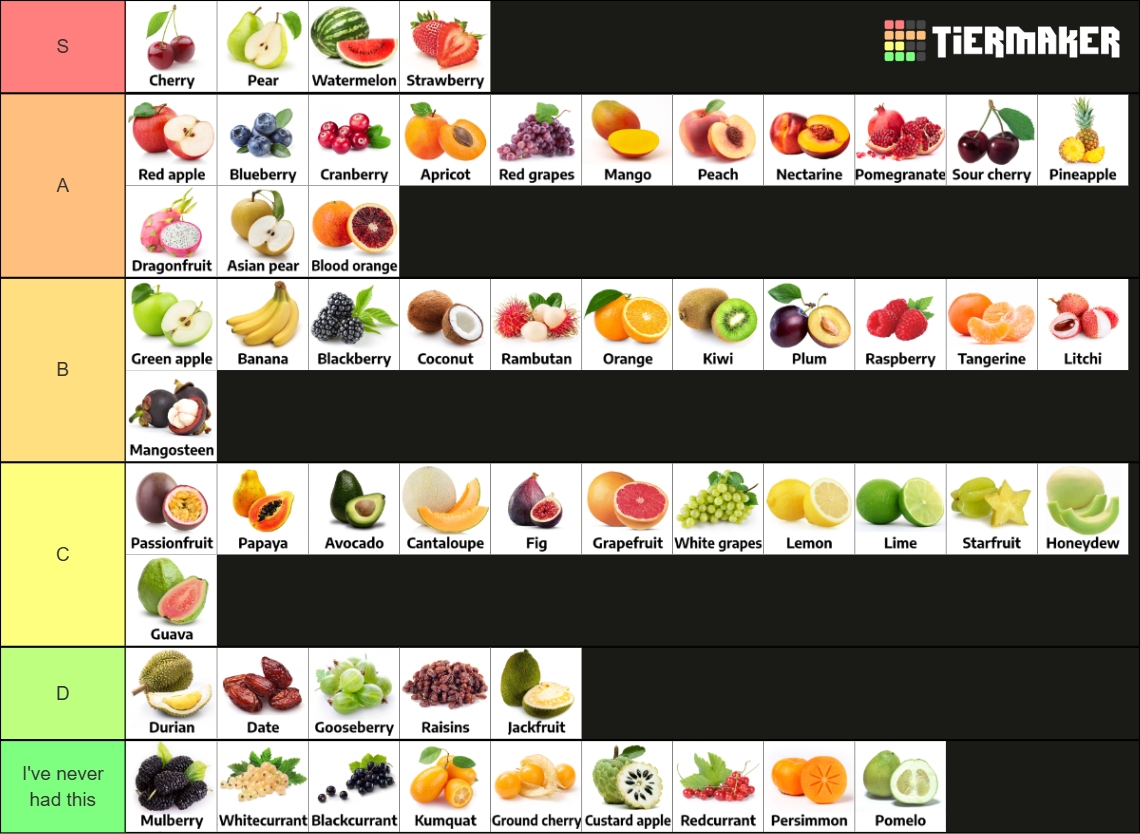 S
Cherry
Pear
Watermelon
Strawberry
TiERMAKER
A
Red apple
Blueberry
Cranberry
Apricot
Red grapes
Mango
Peach
Nectarine
Pomegranate
Sour cherry
Pineapple
Dragonfruit
Asian pear
Blood orange
B
Green apple
Banana
Blackberry
Coconut
Rambutan
Orange
Kiwi
Plum
Raspberry
Tangerine
Litchi
Mangosteen
C
Passionfruit
Papaya
Avocado
Cantaloupe
Fig
Grapefruit
White grapes
Lemon
Lime
Starfruit
Honeydew
Guava
D
Durian
Date
Gooseberry
Raisins
Jackfruit
I've never
had this
Mulberry
Whitecurrant
Blackcurrant
Kumquat
Ground cherry
Custard apple
Redcurrant
Persimmon
Pomelo